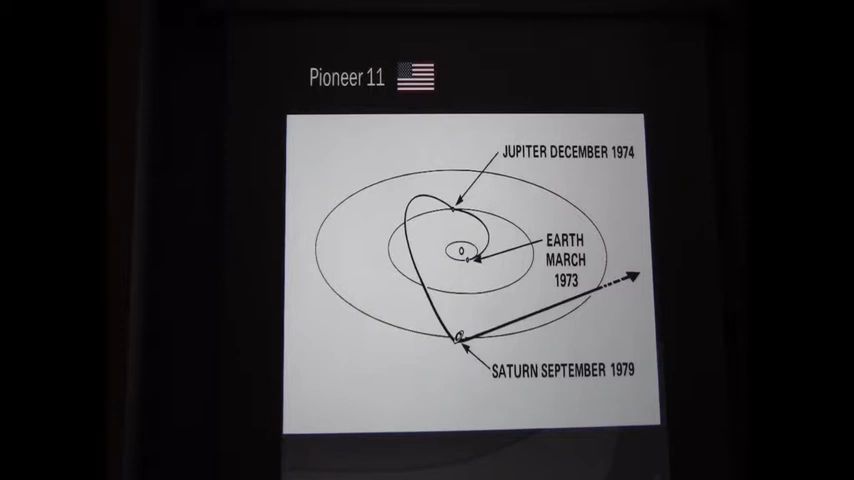 Pioneer 11
JUPITER DECEMBER 1974
EARTH
MARCH
1973
SATURN SEPTEMBER 1979